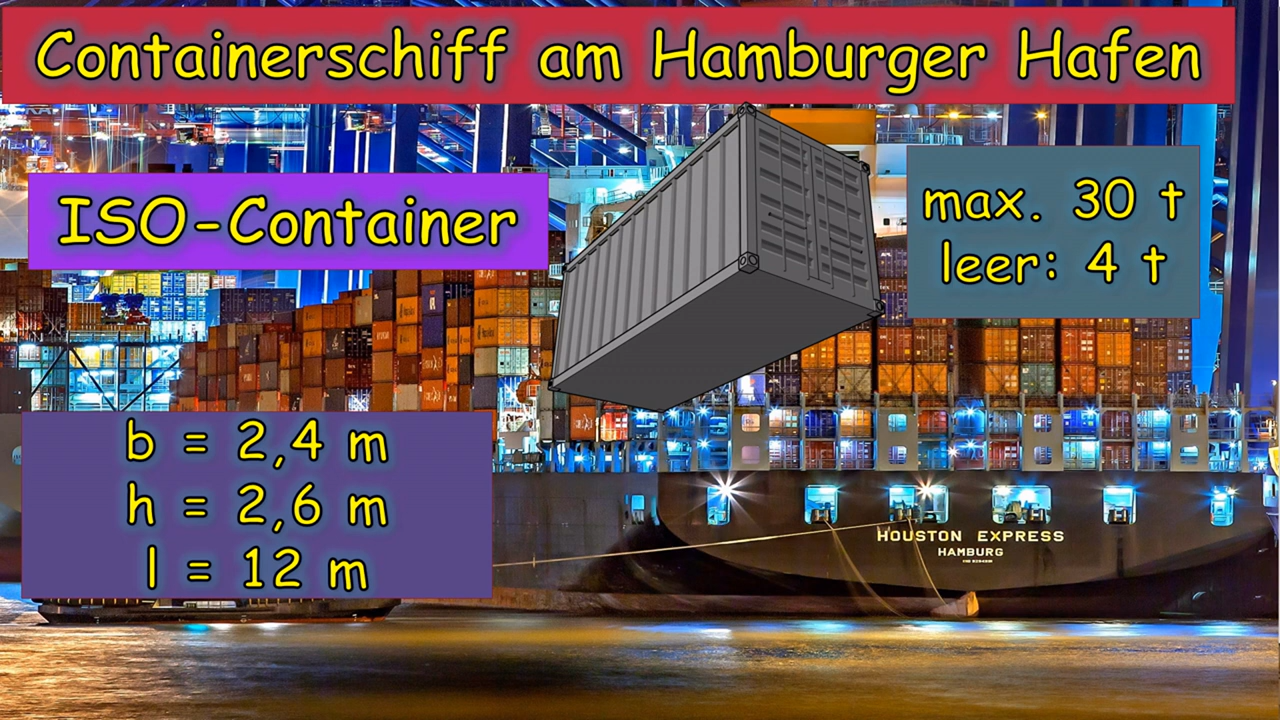 Containerschiff am Hamburger Hafen
ISO-Container
max. 30 t
leer: 4 t
b = 2,4 m
h = 2,6 m
l = 12 m
HOUSTON EXPRESS
HAMBURG